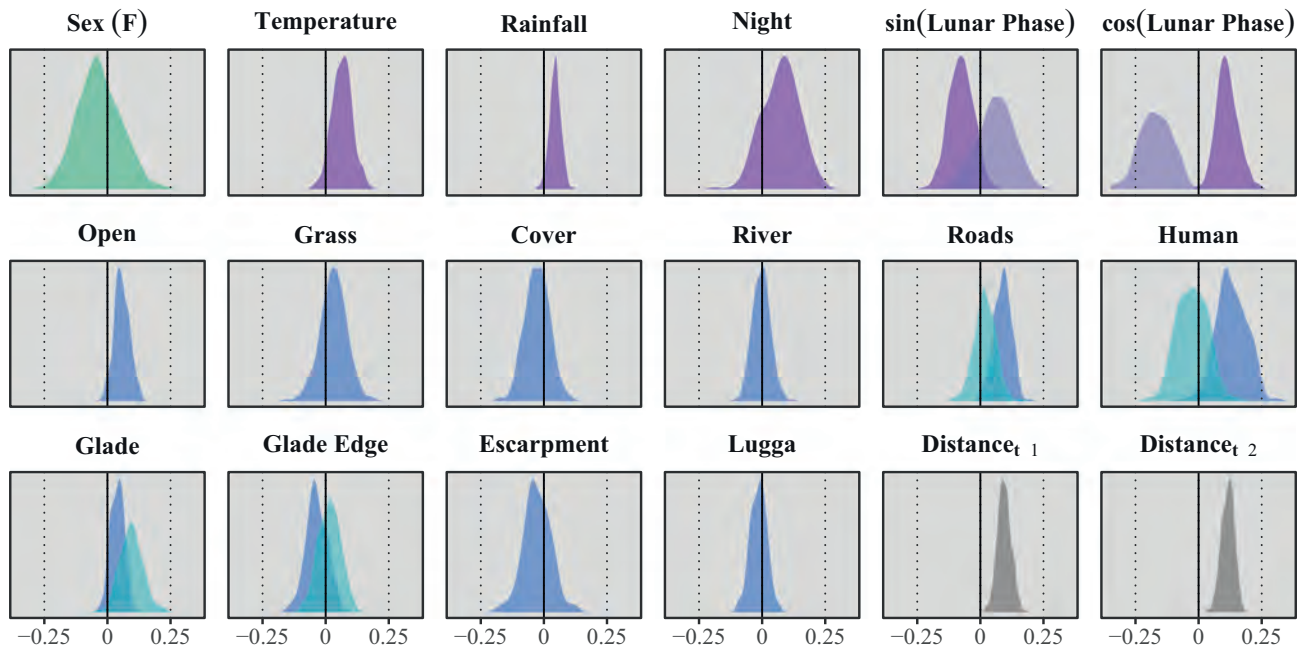 Sex (F) Temperature Rainfall Night sin(Lunar Phase) cos(Lunar Phase)
Open Grass Cover River Roads Human
Glade Glade Edge Escarpment Lugga Distancet 1 Distancet 2
−0.25 0 0.25 −0.25 0 0.25 −0.25 0 0.25 −0.25 0 0.25 −0.25 0 0.25 −0.25 0 0.25